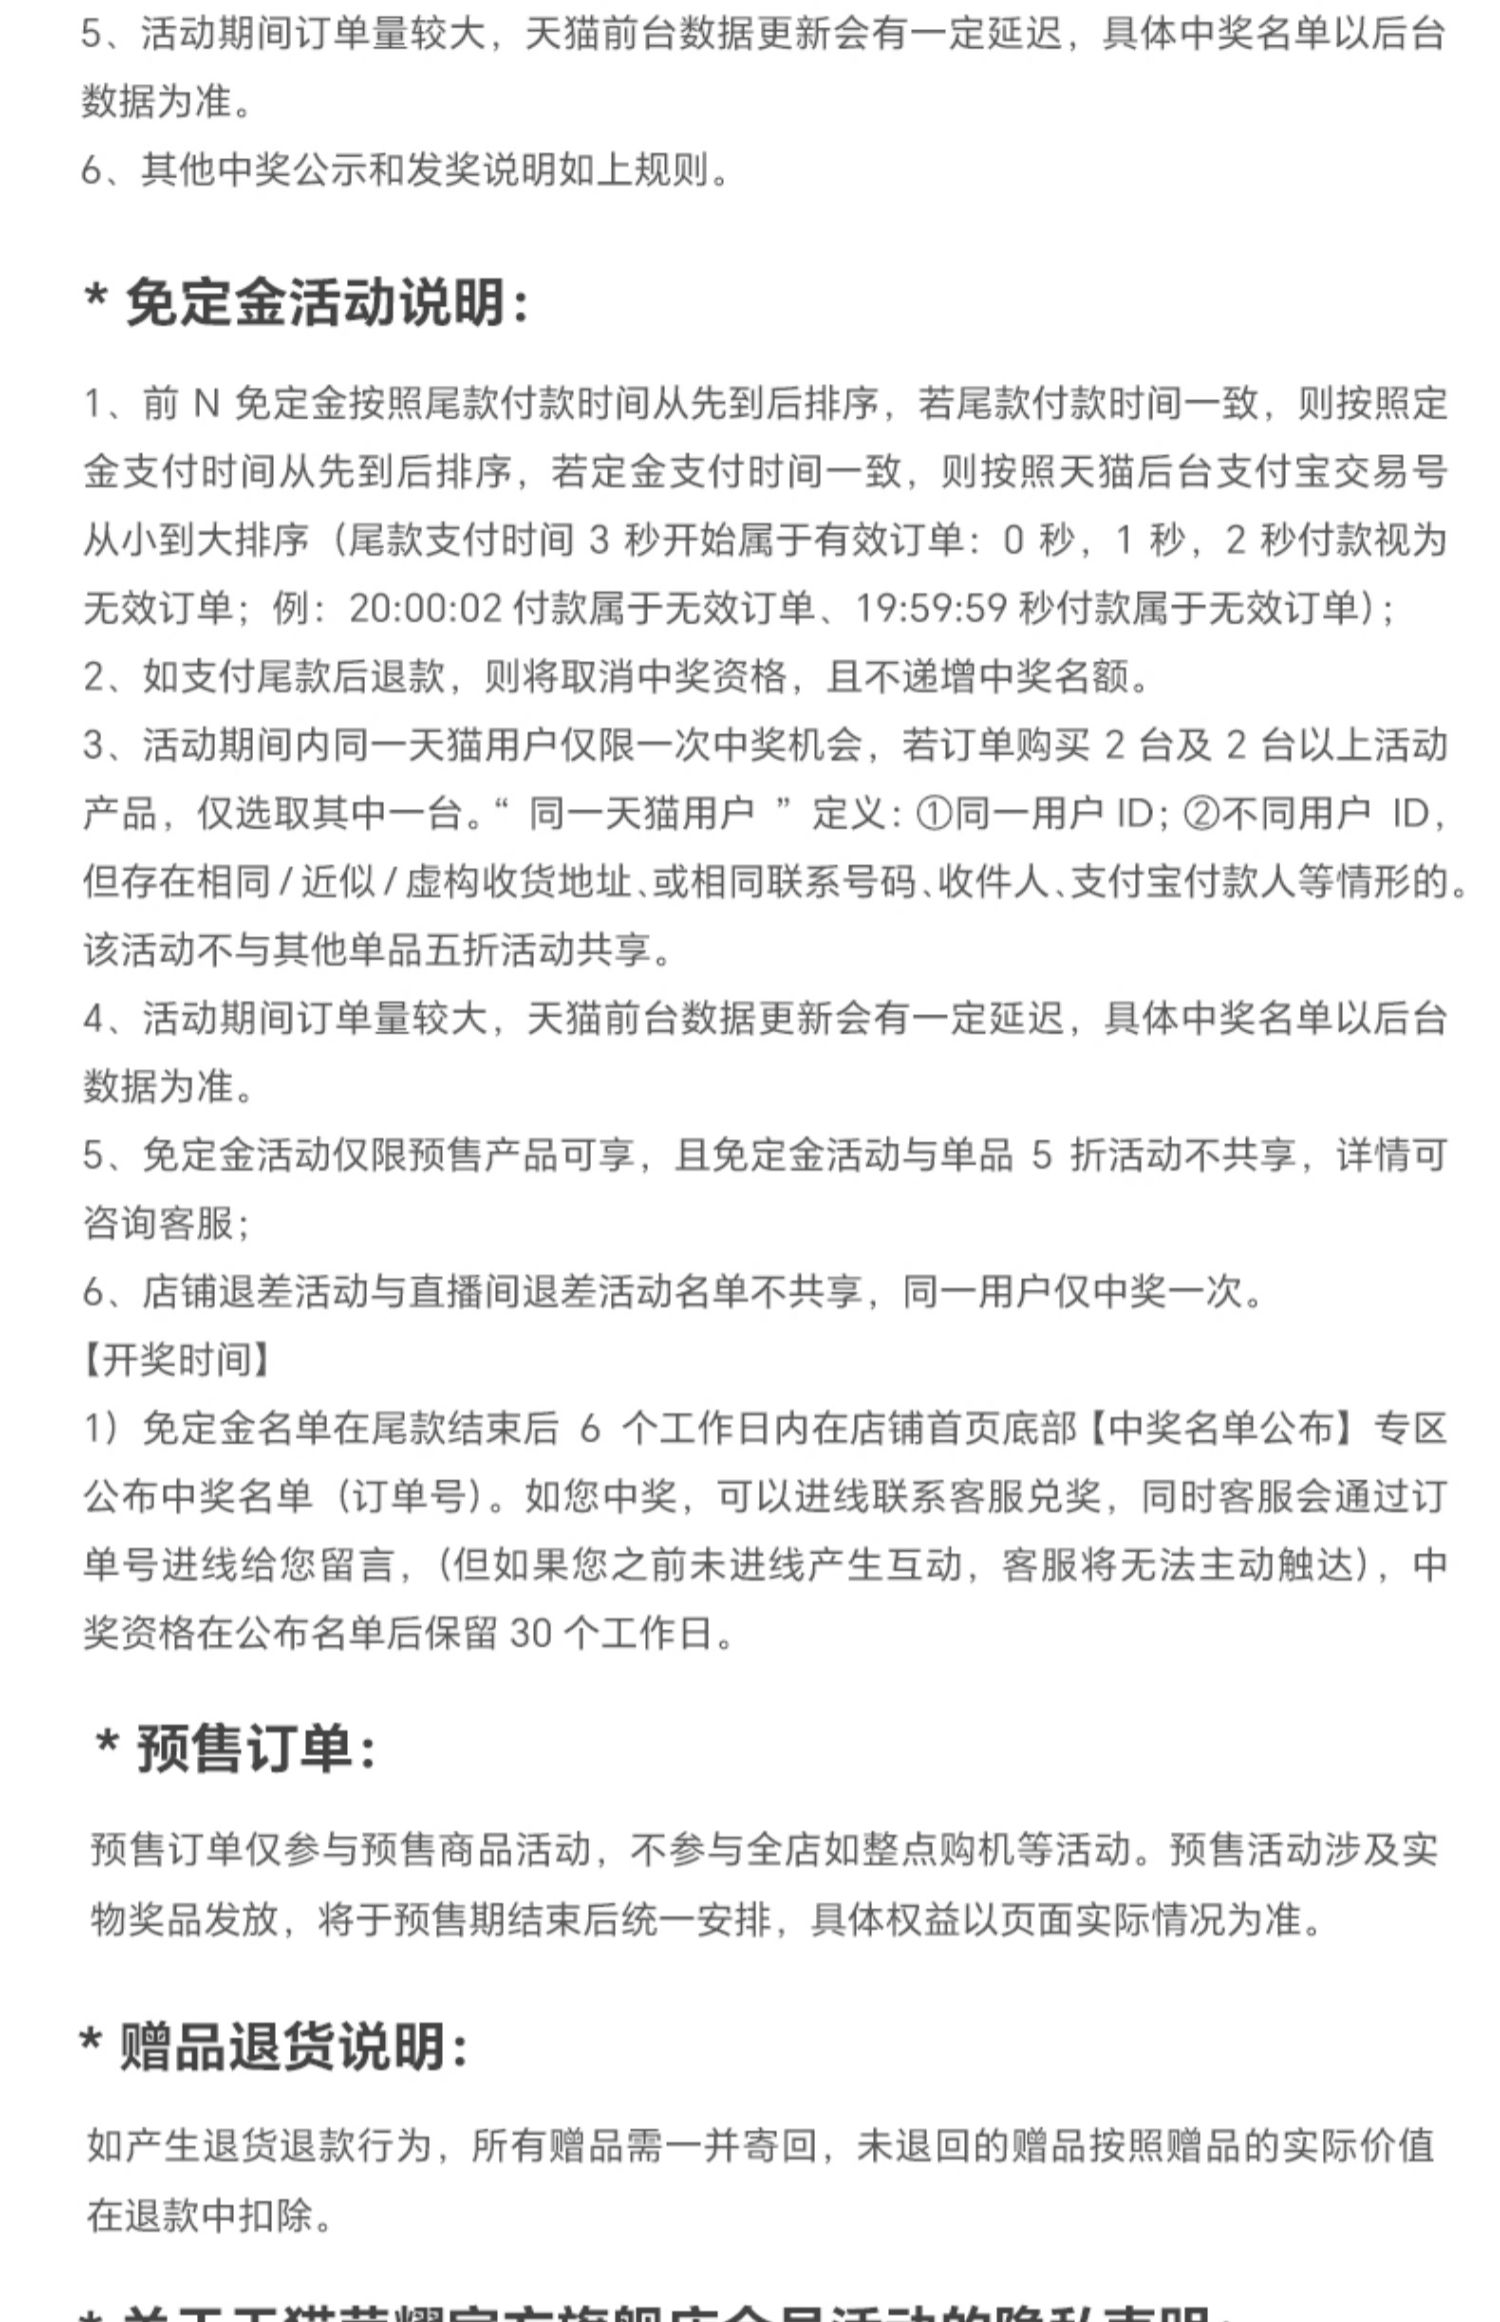 5、活动期间订单量较大，天猫前台数据更新会有一定延迟，具体中奖名单以后台
数据为准。
6、其他中奖公示和发奖说明如上规则。
* 免定金活动说明：
1、前 N 免定金按照尾款付款时间从先到后排序，若尾款付款时间一致，则按照定
金支付时间从先到后排序，若定金支付时间一致，则按照天猫后台支付宝交易号
从小到大排序（尾款支付时间 3 秒开始属于有效订单：0 秒，1 秒，2 秒付款视为
无效订单；例：20:00:02 付款属于无效订单、19:59:59 秒付款属于无效订单）；
2、如支付尾款后退款，则将取消中奖资格，且不递增中奖名额。
3、活动期间内同一天猫用户仅限一次中奖机会，若订单购买 2 台及 2 台以上活动
产品，仅选取其中一台。“ 同一天猫用户 ” 定义：①同一用户 ID；②不同用户 ID，
但存在相同 / 近似 / 虚构收货地址、或相同联系号码、收件人、支付宝付款人等情形的。
该活动不与其他单品五折活动共享。
4、活动期间订单量较大，天猫前台数据更新会有一定延迟，具体中奖名单以后台
数据为准。
5、免定金活动仅限预售产品可享，且免定金活动与单品 5 折活动不共享，详情可
咨询客服；
6、店铺退差活动与直播间退差活动名单不共享，同一用户仅中奖一次。
【开奖时间】
1）免定金名单在尾款结束后 6 个工作日内在店铺首页底部【中奖名单公布】专区
公布中奖名单（订单号）。如您中奖，可以进线联系客服兑奖，同时客服会通过订
单号进线给您留言，（但如果您之前未进线产生互动，客服将无法主动触达），中
奖资格在公布名单后保留 30 个工作日。
* 预售订单：
预售订单仅参与预售商品活动，不参与全店如整点购机等活动。预售活动涉及实
物奖品发放，将于预售期结束后统一安排，具体权益以页面实际情况为准。
* 赠品退货说明：
如产生退货退款行为，所有赠品需一并寄回，未退回的赠品按照赠品的实际价值
在退款中扣除。
* 关于天猫荣耀官方旗舰店会员活动的隐私声明：